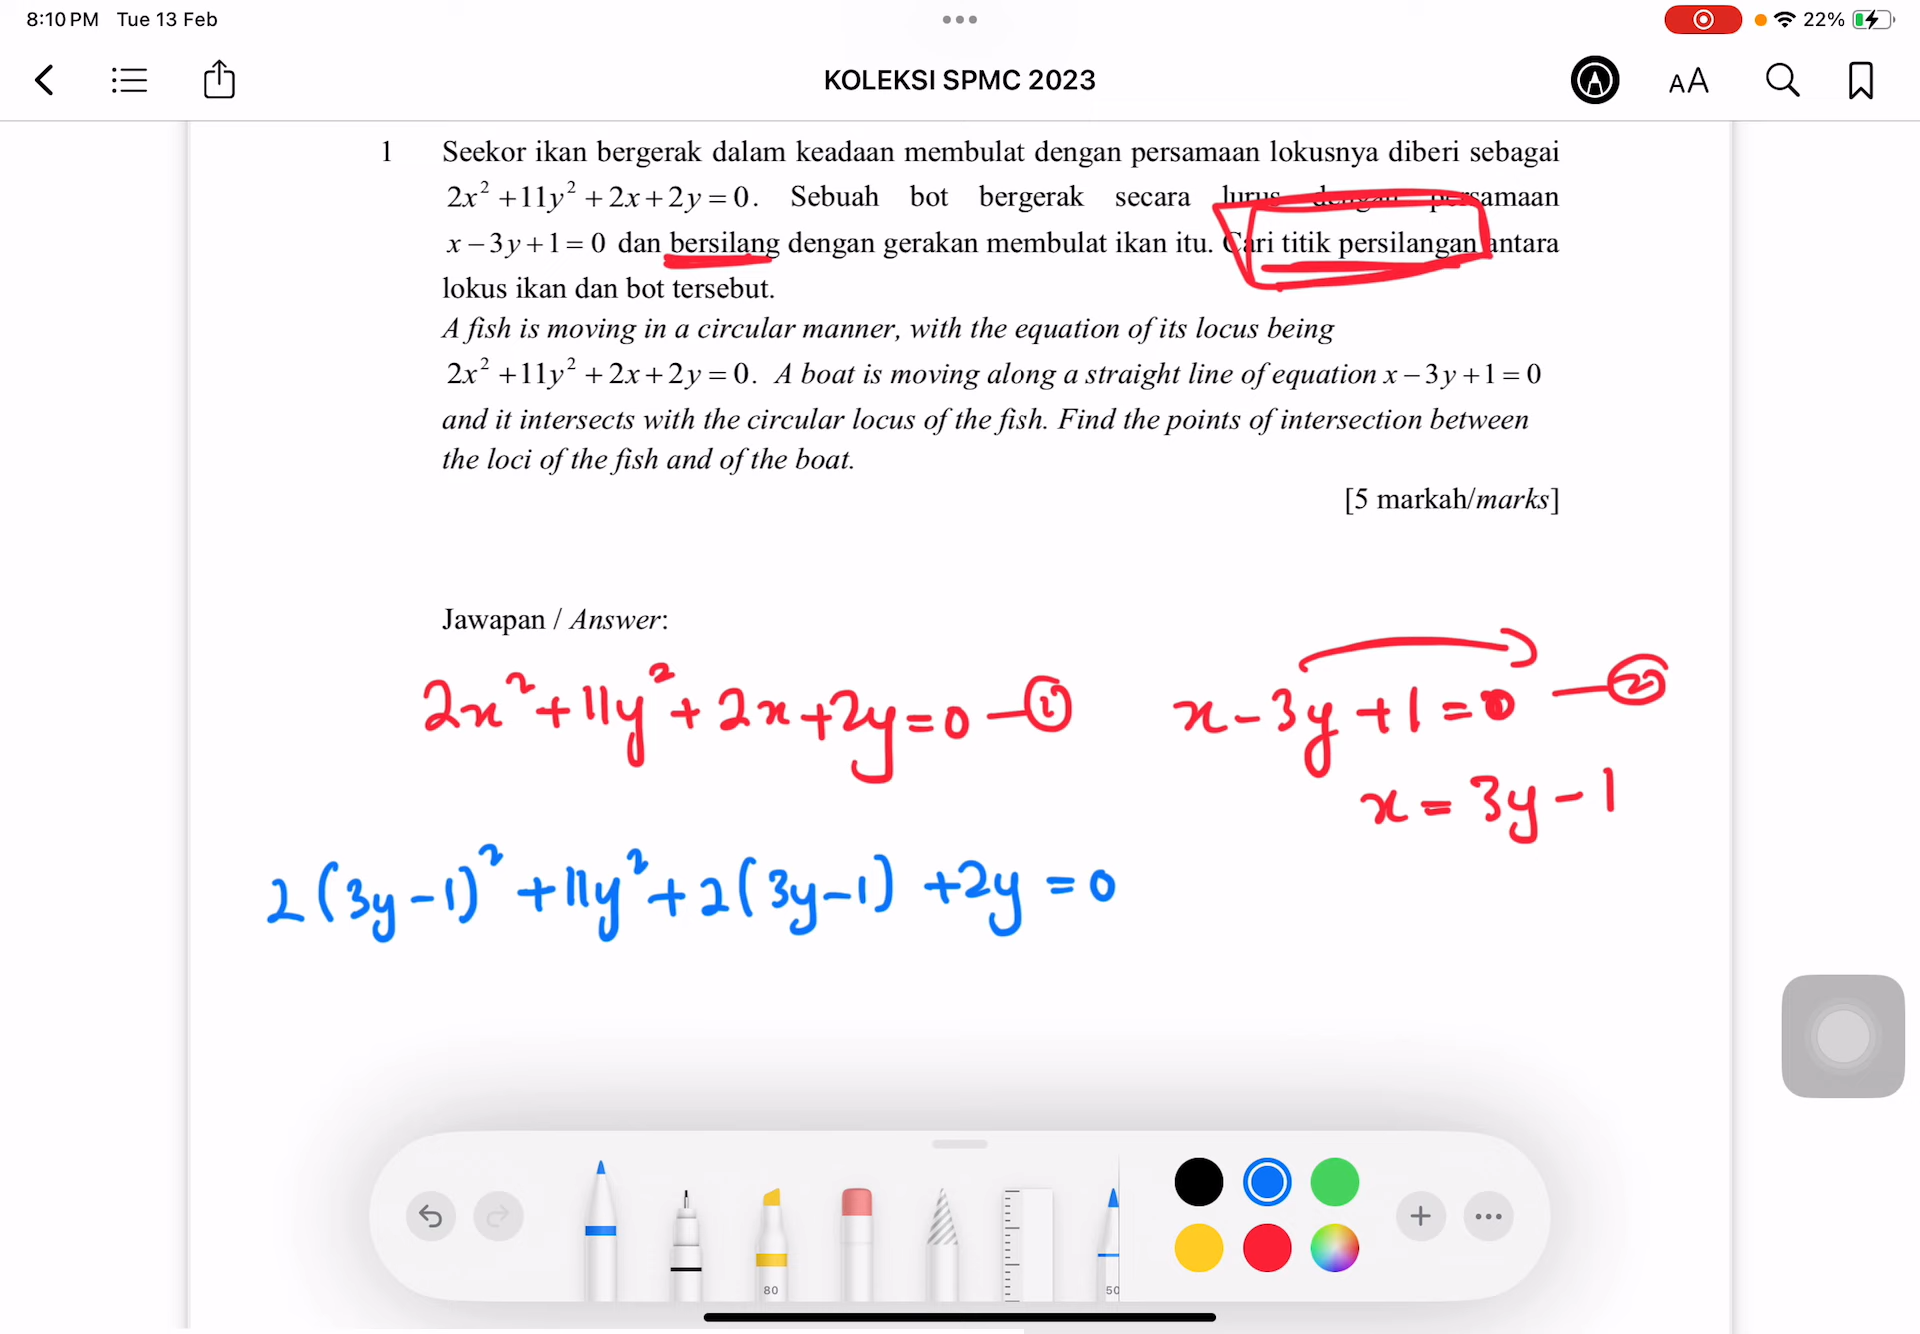 8:10 PM Tue 13 Feb
22%
KOLEKSI SPMC 2023
AA
1 Seekor ikan bergerak dalam keadaan membulat dengan persamaan lokusnya diberi sebagai
2x² + 11y² + 2x + 2y = 0. Sebuah bot bergerak secara lurus dengan persamaan
x − 3y + 1 = 0 dan bersilang dengan gerakan membulat ikan itu. Cari titik persilangan antara
lokus ikan dan bot tersebut.
A fish is moving in a circular manner, with the equation of its locus being
2x² + 11y² + 2x + 2y = 0. A boat is moving along a straight line of equation x − 3y + 1 = 0
and it intersects with the circular locus of the fish. Find the points of intersection between
the loci of the fish and of the boat.
[5 markah/marks]
Jawapan / Answer:
2x² + 11y² + 2x + 2y = 0 — ①
x − 3y + 1 = 0 — ②
x = 3y − 1
2(3y − 1)² + 11y² + 2(3y − 1) + 2y = 0
80
50